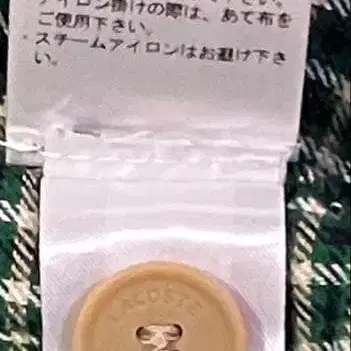 アイロン掛けの際は、あて布を
ご使用下さい。
・スチームアイロンはお避け下さ
い。
LACOSTE